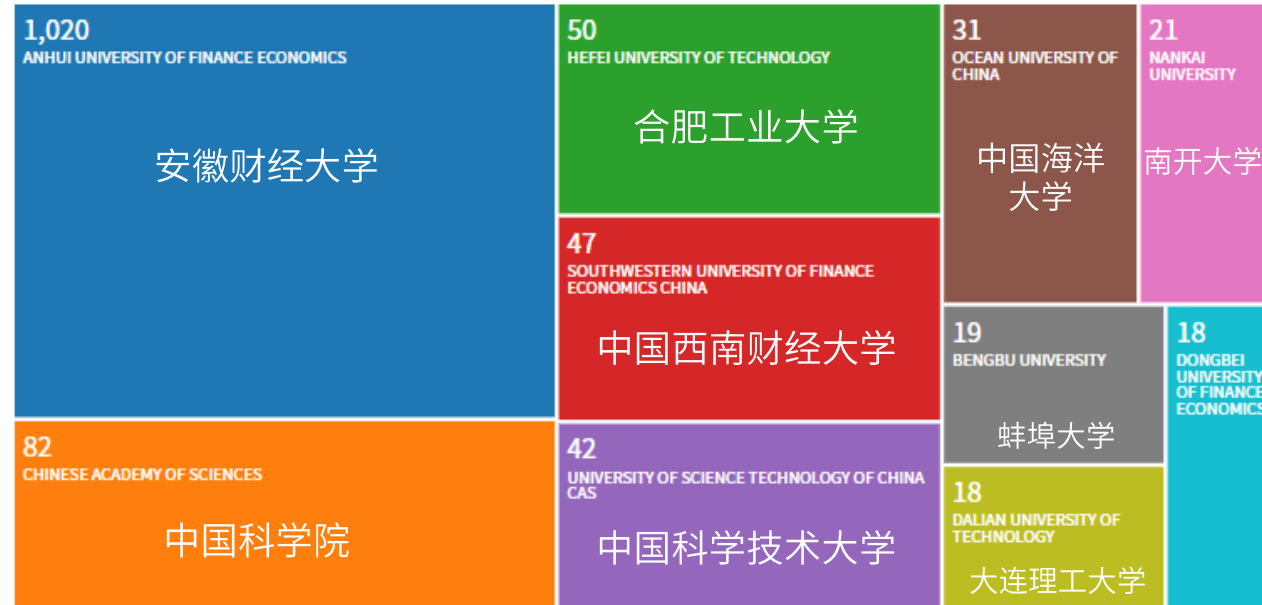 1,020
ANHUI UNIVERSITY OF FINANCE ECONOMICS
安徽财经大学
82
CHINESE ACADEMY OF SCIENCES
中国科学院
50
HEFEI UNIVERSITY OF TECHNOLOGY
合肥工业大学
47
SOUTHWESTERN UNIVERSITY OF FINANCE
ECONOMICS CHINA
中国西南财经大学
42
UNIVERSITY OF SCIENCE TECHNOLOGY OF CHINA
CAS
中国科学技术大学
31
OCEAN UNIVERSITY OF
CHINA
中国海洋
大学
21
NANKAI
UNIVERSITY
南开大学
19
BENGBU UNIVERSITY
蚌埠大学
18
DALIAN UNIVERSITY OF
TECHNOLOGY
大连理工大学
18
DONGBEI
UNIVERSITY
OF FINANCE
ECONOMICS